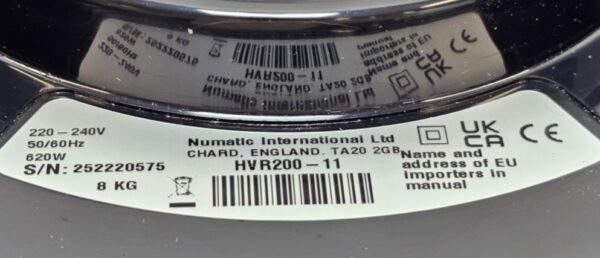 220-240V
50/60Hz
620W
S/N: 252220575
8 KG
Numatic International Ltd
CHARD, ENGLAND, TA20 2GB
HVR200-11
UK
CA
CE
Name and
address of EU
Importers in
manual